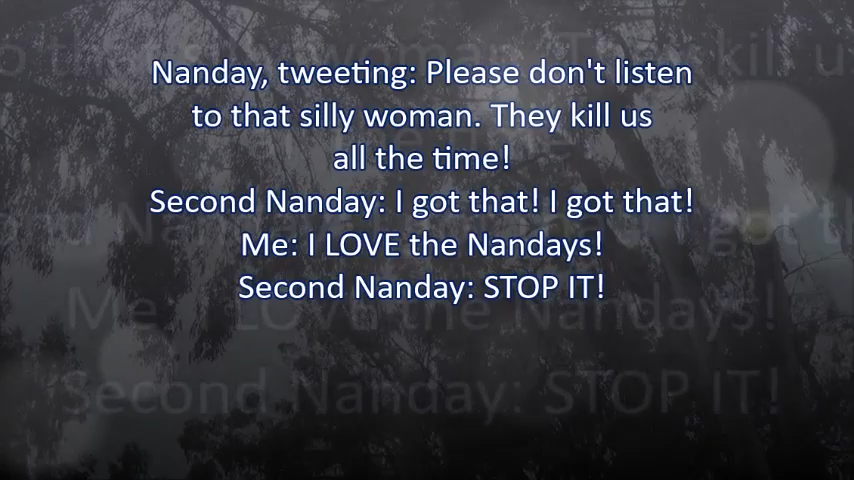 Nanday, tweeting: Please don't listen
to that silly woman. They kill us
all the time!
Second Nanday: I got that! I got that!
Me: I LOVE the Nandays!
Second Nanday: STOP IT!